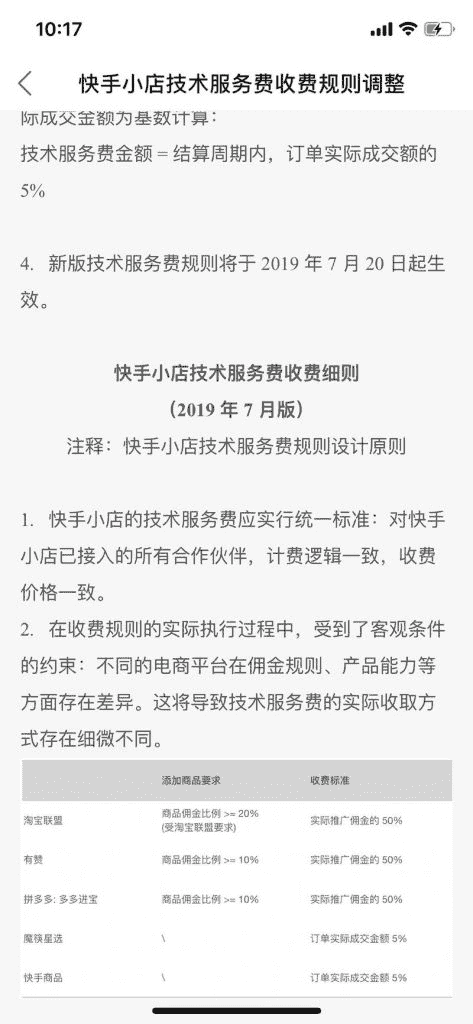 10:17
快手小店技术服务费收费规则调整
际成交金额为基数计算：
技术服务费金额 = 结算周期内，订单实际成交额的
5%
4. 新版技术服务费规则将于 2019 年 7 月 20 日起生
效。
快手小店技术服务费收费细则
（2019 年 7 月版）
注释：快手小店技术服务费规则设计原则
1. 快手小店的技术服务费应实行统一标准：对快手
小店已接入的所有合作伙伴，计费逻辑一致，收费
价格一致。
2. 在收费规则的实际执行过程中，受到了客观条件
的约束：不同的电商平台在佣金规则、产品能力等
方面存在差异。这将导致技术服务费的实际收取方
式存在细微不同。
添加商品要求 收费标准
淘宝联盟 商品佣金比例 >= 20% 实际推广佣金的 50%
(受淘宝联盟要求)
有赞 商品佣金比例 >= 10% 实际推广佣金的 50%
拼多多: 多多进宝 商品佣金比例 >= 10% 实际推广佣金的 50%
魔筷星选 \ 订单实际成交金额 5%
快手商品 \ 订单实际成交金额 5%